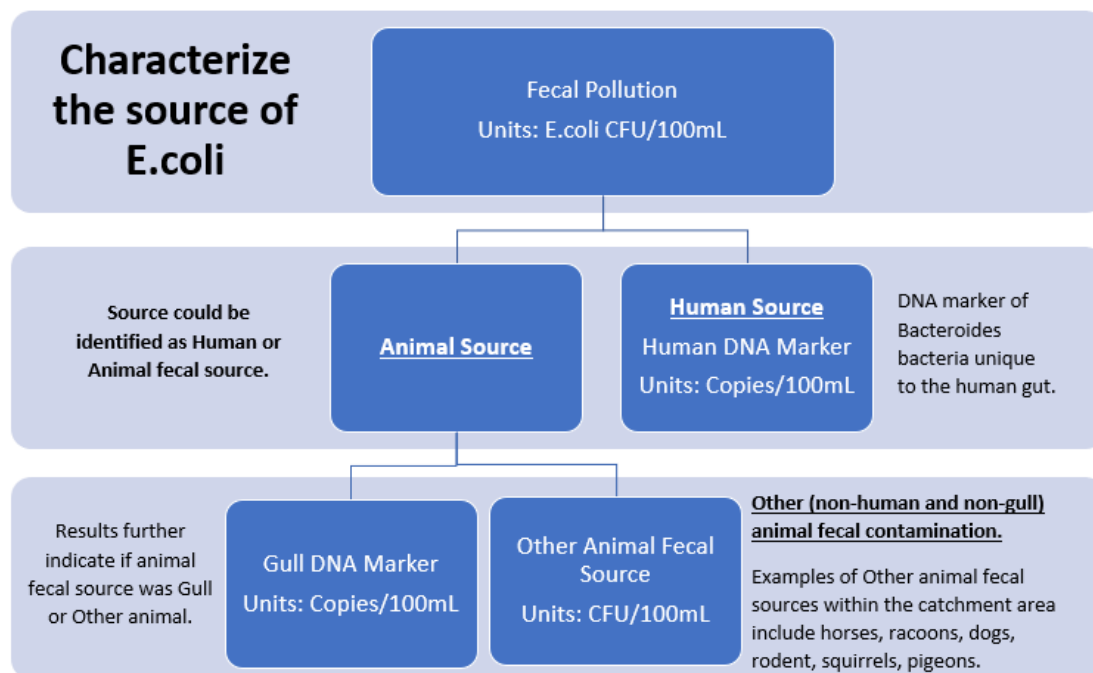 Characterize
the source of
E.coli
Fecal Pollution
Units: E.coli CFU/100mL
Source could be
identified as Human or
Animal fecal source.
Animal Source
Human Source
Human DNA Marker
Units: Copies/100mL
DNA marker of
Bacteroides
bacteria unique
to the human gut.
Results further
indicate if animal
fecal source was Gull
or Other animal.
Gull DNA Marker
Units: Copies/100mL
Other Animal Fecal
Source
Units: CFU/100mL
Other (non-human and non-gull)
animal fecal contamination.
Examples of Other animal fecal
sources within the catchment area
include horses, racoons, dogs,
rodent, squirrels, pigeons.